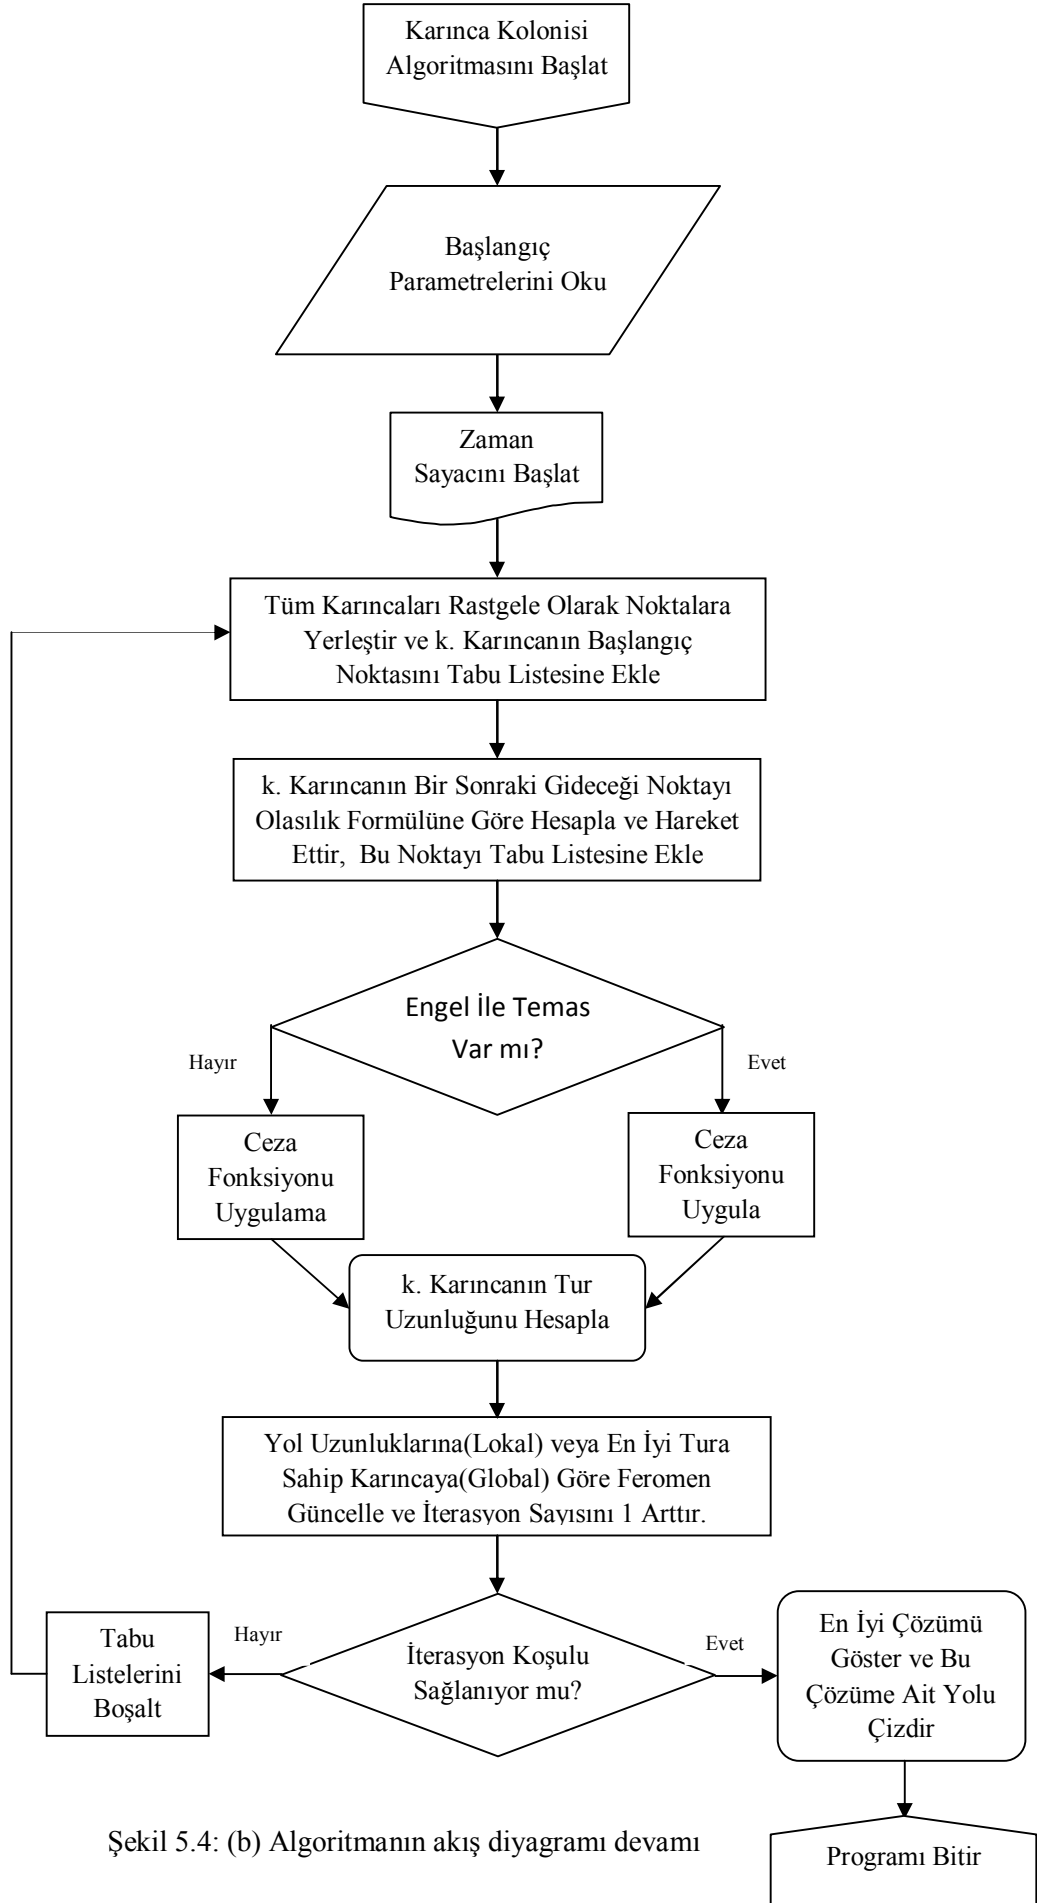 Karınca Kolonisi
Algoritmasını Başlat
Başlangıç
Parametrelerini Oku
Zaman
Sayacını Başlat
Tüm Karıncaları Rastgele Olarak Noktalara
Yerleştir ve k. Karıncanın Başlangıç
Noktasını Tabu Listesine Ekle
k. Karıncanın Bir Sonraki Gideceği Noktayı
Olasılık Formülüne Göre Hesapla ve Hareket
Ettir, Bu Noktayı Tabu Listesine Ekle
Engel İle Temas
Var mı?
Hayır
Evet
Ceza
Fonksiyonu
Uygulama
Ceza
Fonksiyonu
Uygula
k. Karıncanın Tur
Uzunluğunu Hesapla
Yol Uzunluklarına(Lokal) veya En İyi Tura
Sahip Karıncaya(Global) Göre Feromen
Güncelle ve İterasyon Sayısını 1 Arttır.
Tabu
Listelerini
Boşalt
Hayır
İterasyon Koşulu
Sağlanıyor mu?
Evet
En İyi Çözümü
Göster ve Bu
Çözüme Ait Yolu
Çizdir
Programı Bitir
Şekil 5.4: (b) Algoritmanın akış diyagramı devamı